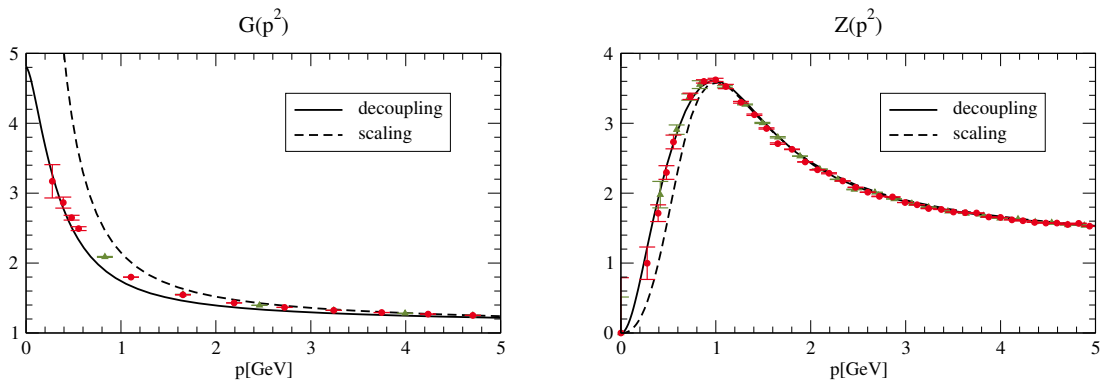 G(p²)
5
4
3
2
1
0 1 2 3 4 5
p[GeV]
decoupling
scaling
Z(p²)
4
3
2
1
0
0 1 2 3 4 5
p[GeV]
decoupling
scaling